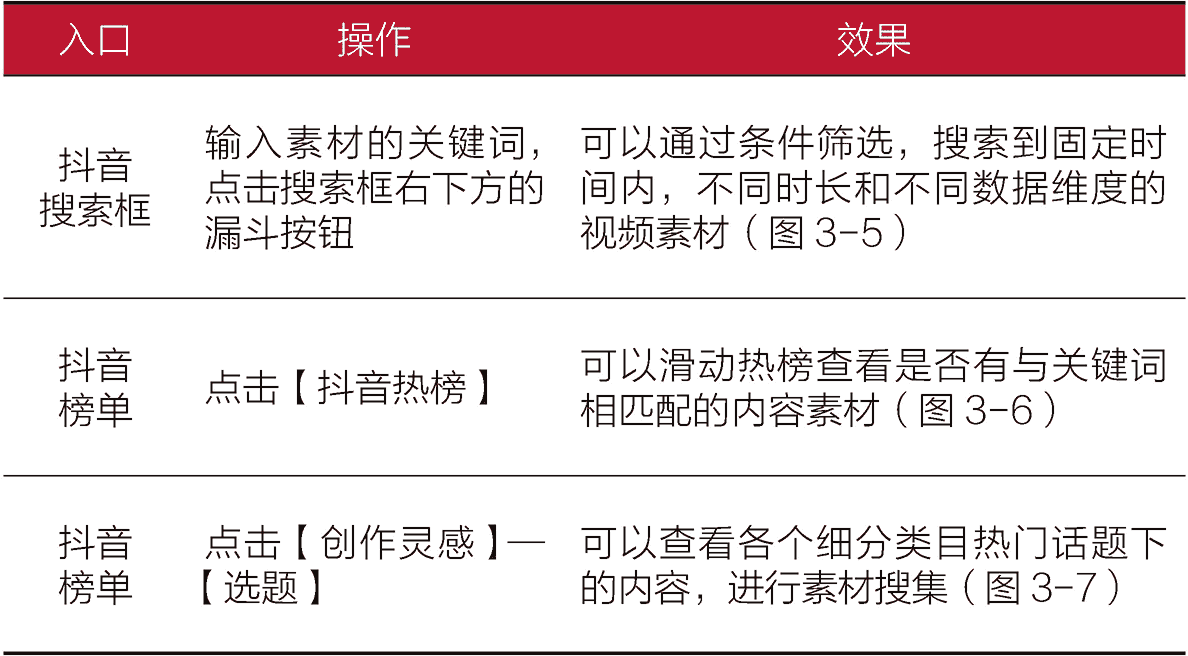 入口 操作 效果
抖音
搜索框
输入素材的关键词，
点击搜索框右下方的
漏斗按钮
可以通过条件筛选，搜索到固定时
间内，不同时长和不同数据维度的
视频素材（图 3-5）
抖音
榜单
点击【抖音热榜】
可以滑动热榜查看是否有与关键词
相匹配的内容素材（图 3-6）
抖音
榜单
点击【创作灵感】—
【选题】
可以查看各个细分类目热门话题下
的内容，进行素材搜集（图 3-7）